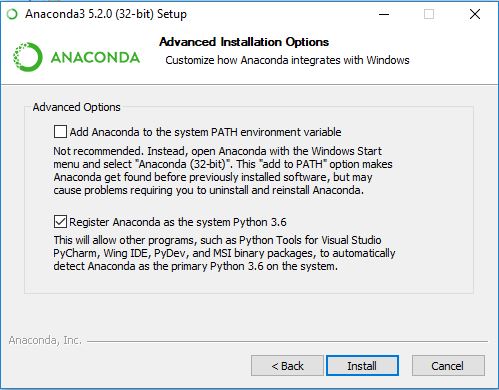 Anaconda3 5.2.0 (32-bit) Setup
Advanced Installation Options
Customize how Anaconda integrates with Windows
ANACONDA
Advanced Options
Add Anaconda to the system PATH environment variable
Not recommended. Instead, open Anaconda with the Windows Start
menu and select "Anaconda (32-bit)". This "add to PATH" option makes
Anaconda get found before previously installed software, but may
cause problems requiring you to uninstall and reinstall Anaconda.
Register Anaconda as the system Python 3.6
This will allow other programs, such as Python Tools for Visual Studio
PyCharm, Wing IDE, PyDev, and MSI binary packages, to automatically
detect Anaconda as the primary Python 3.6 on the system.
Anaconda, Inc.
< Back
Install
Cancel